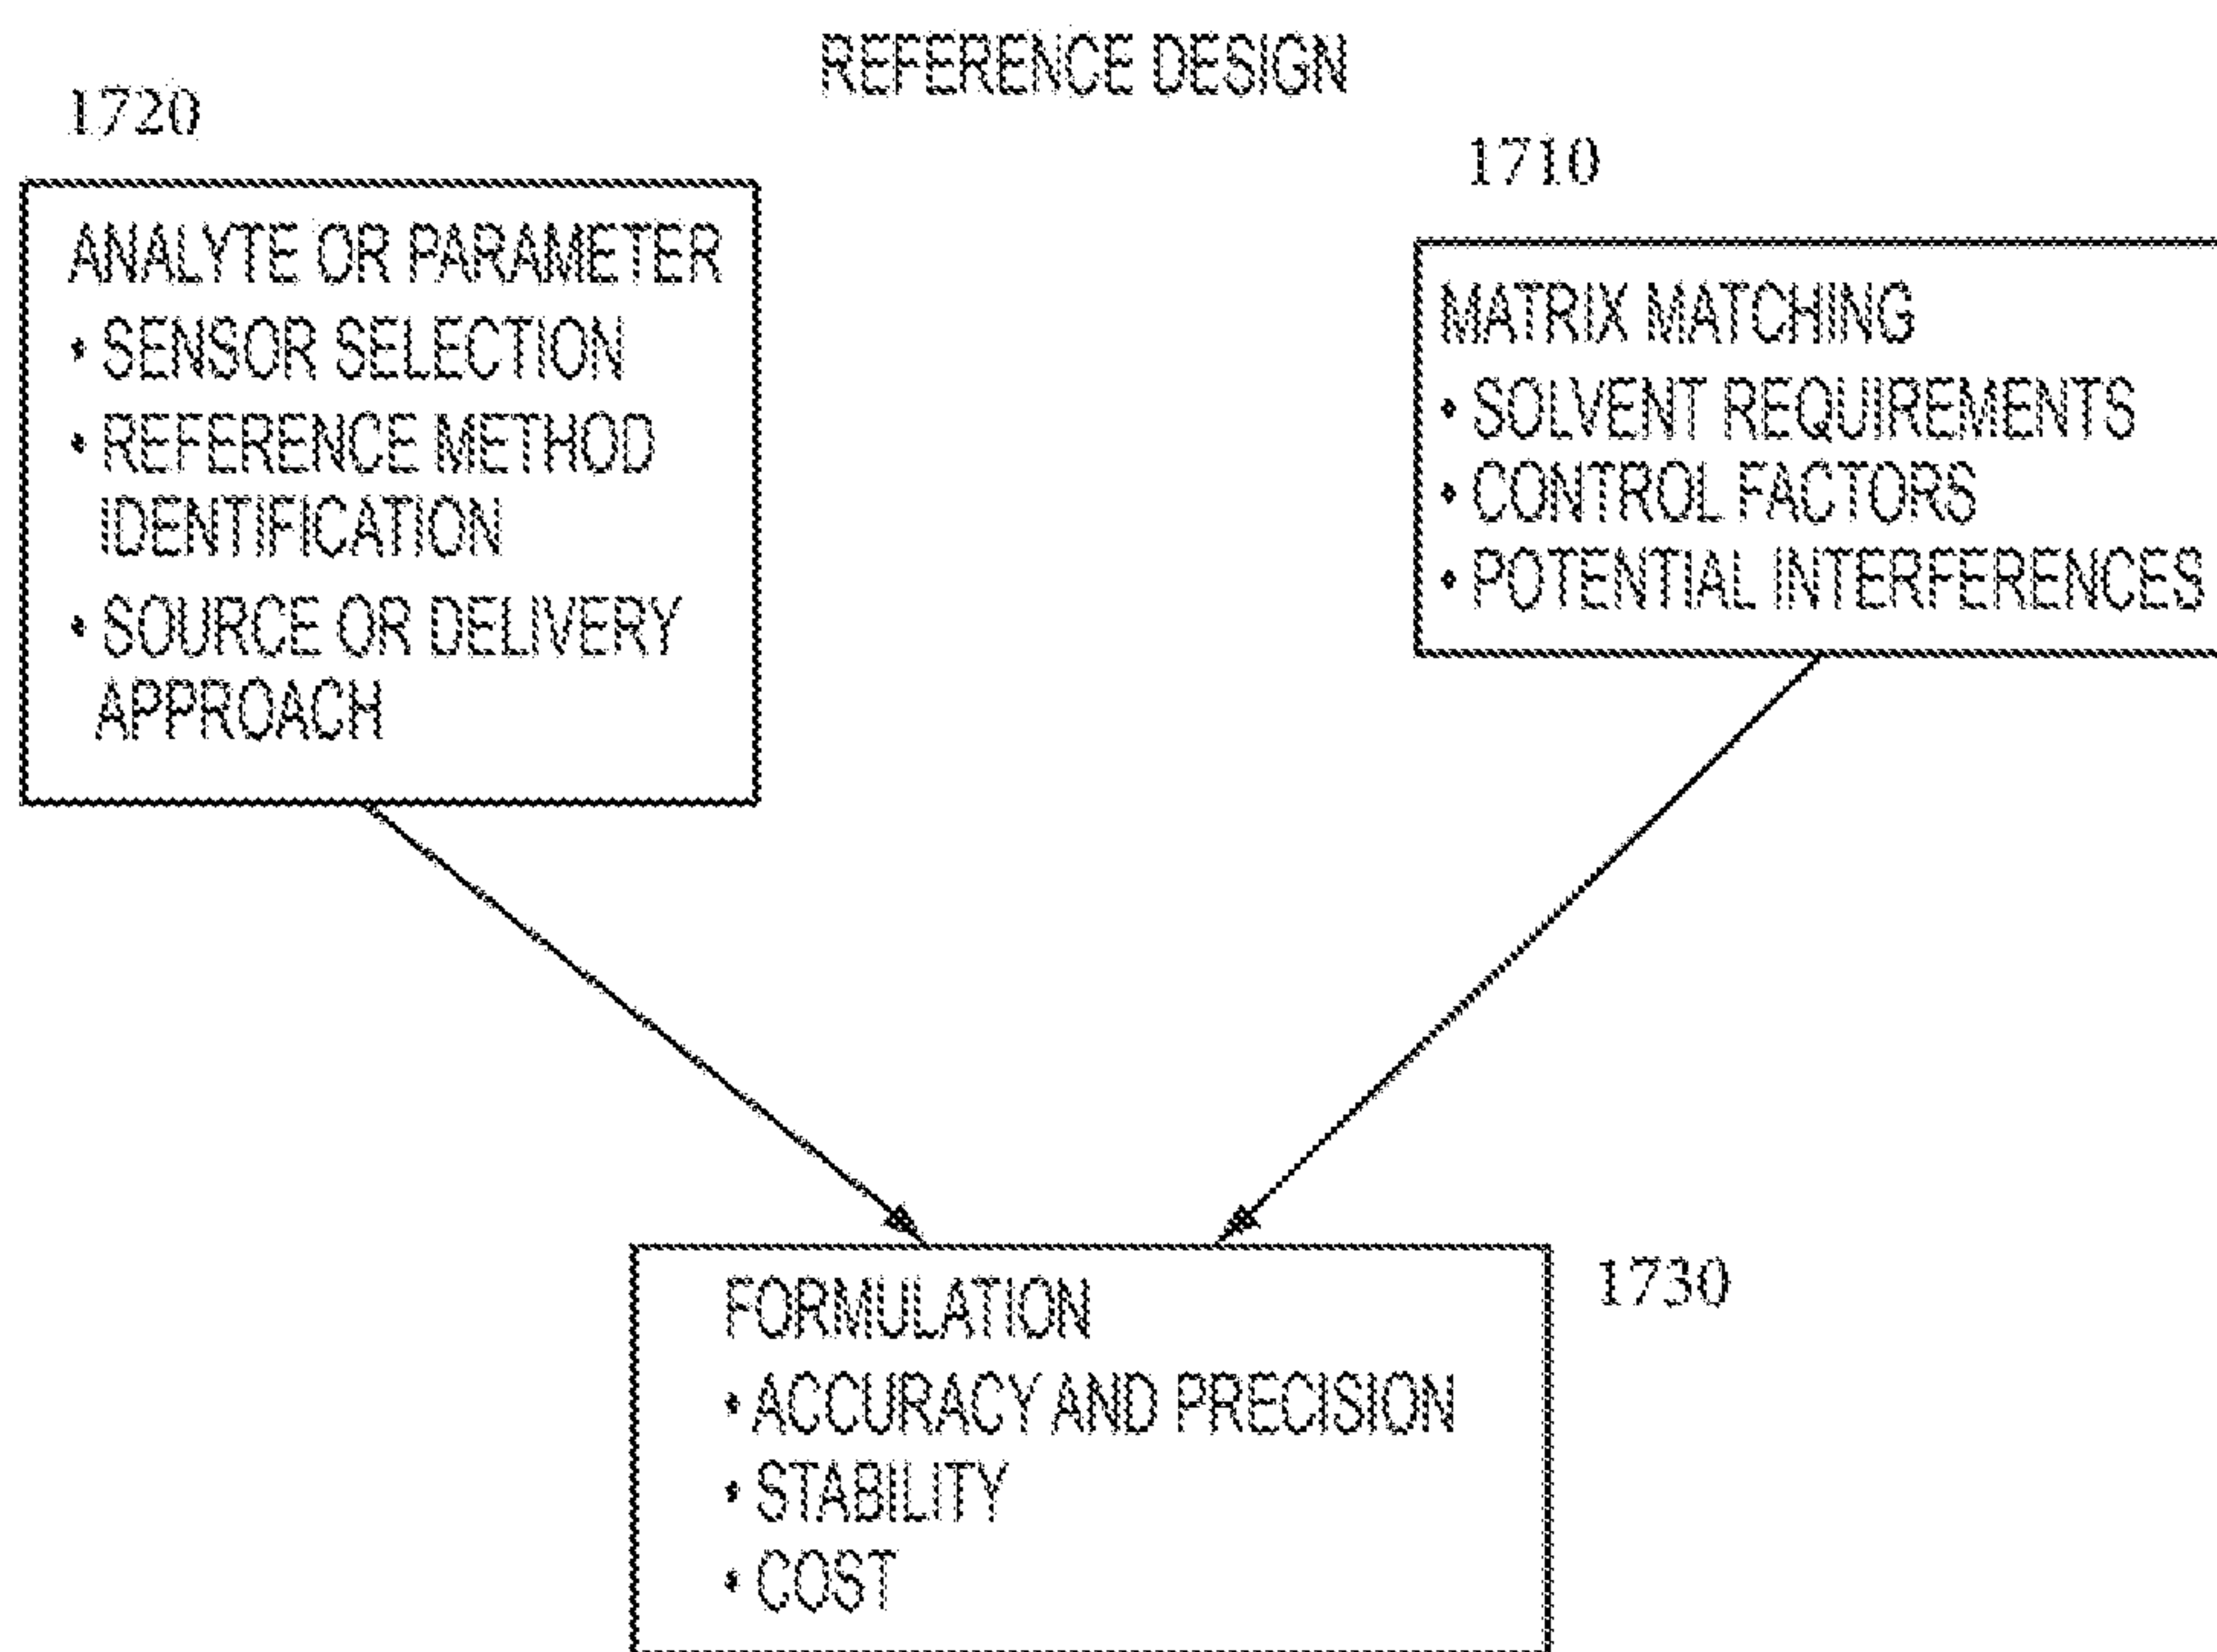 REFERENCE DESIGN
1720
ANALYTE OR PARAMETER
• SENSOR SELECTION
• REFERENCE METHOD
IDENTIFICATION
• SOURCE OR DELIVERY
APPROACH
1710
MATRIX MATCHING
• SOLVENT REQUIREMENTS
• CONTROL FACTORS
• POTENTIAL INTERFERENCES
1730
FORMULATION
• ACCURACY AND PRECISION
• STABILITY
• COST